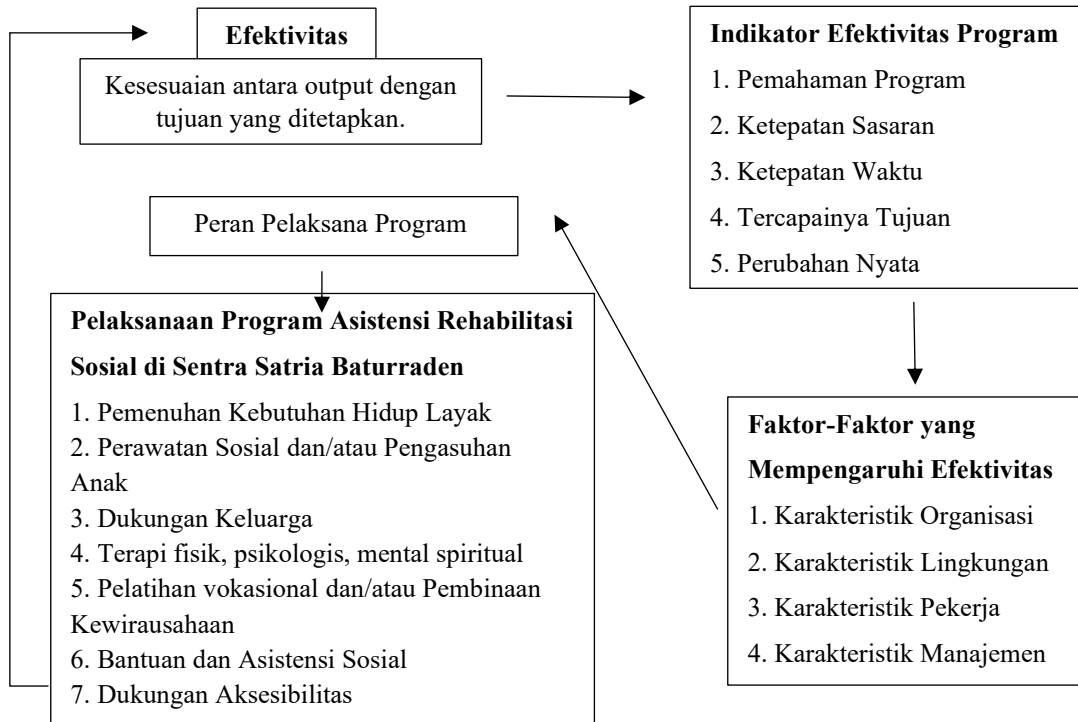 Efektivitas
Kesesuaian antara output dengan
tujuan yang ditetapkan.
Indikator Efektivitas Program
1. Pemahaman Program
2. Ketepatan Sasaran
3. Ketepatan Waktu
4. Tercapainya Tujuan
5. Perubahan Nyata
Faktor-Faktor yang
Mempengaruhi Efektivitas
1. Karakteristik Organisasi
2. Karakteristik Lingkungan
3. Karakteristik Pekerja
4. Karakteristik Manajemen
Peran Pelaksana Program
Pelaksanaan Program Asistensi Rehabilitasi
Sosial di Sentra Satria Baturraden
1. Pemenuhan Kebutuhan Hidup Layak
2. Perawatan Sosial dan/atau Pengasuhan
Anak
3. Dukungan Keluarga
4. Terapi fisik, psikologis, mental spiritual
5. Pelatihan vokasional dan/atau Pembinaan
Kewirausahaan
6. Bantuan dan Asistensi Sosial
7. Dukungan Aksesibilitas